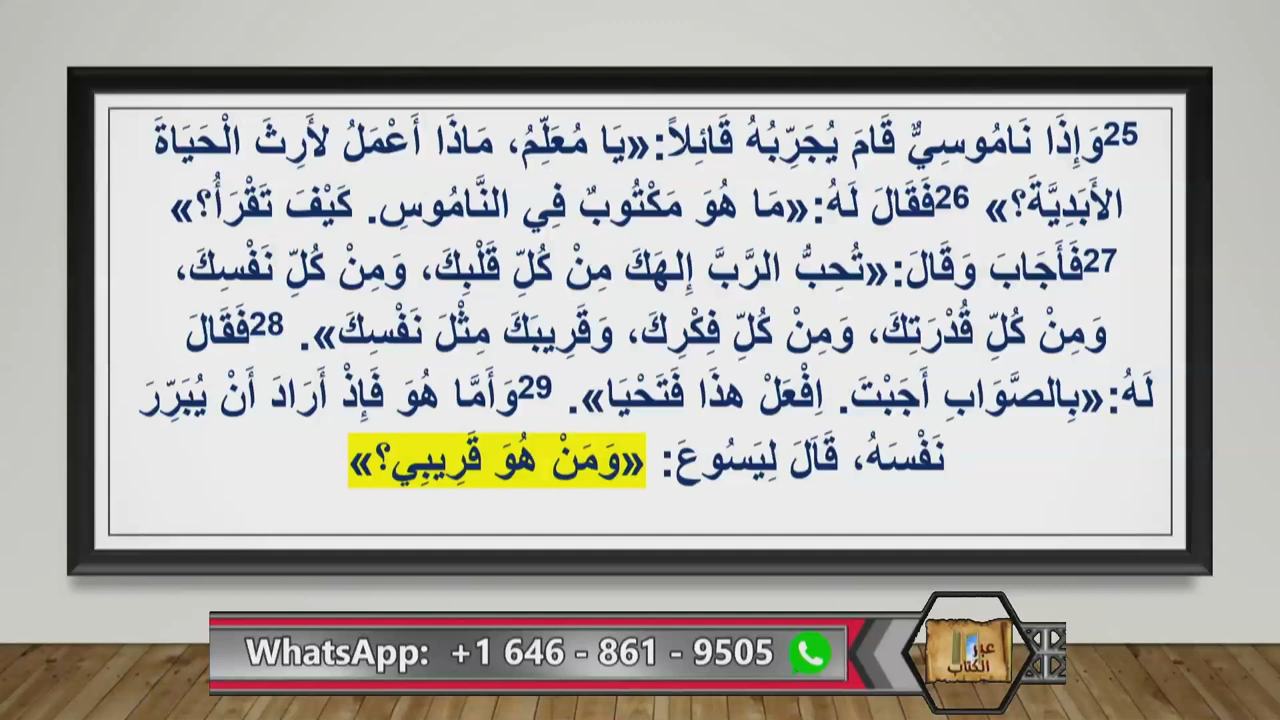 25وَإِذَا نَامُوسِيٌّ قَامَ يُجَرِّبُهُ قَائِلاً:«يَا مُعَلِّمُ، مَاذَا أَعْمَلُ لأَرِثَ الْحَيَاةَ
الأَبَدِيَّةَ؟» 26فَقَالَ لَهُ:«مَا هُوَ مَكْتُوبٌ فِي النَّامُوسِ. كَيْفَ تَقْرَأُ؟»
27فَأَجَابَ وَقَالَ:«تُحِبُّ الرَّبَّ إِلهَكَ مِنْ كُلِّ قَلْبِكَ، وَمِنْ كُلِّ نَفْسِكَ،
وَمِنْ كُلِّ قُدْرَتِكَ، وَمِنْ كُلِّ فِكْرِكَ، وَقَرِيبَكَ مِثْلَ نَفْسِكَ». 28فَقَالَ
لَهُ:«بِالصَّوَابِ أَجَبْتَ. اِفْعَلْ هذَا فَتَحْيَا». 29وَأَمَّا هُوَ فَإِذْ أَرَادَ أَنْ يُبَرِّرَ
نَفْسَهُ، قَالَ لِيَسُوعَ: «وَمَنْ هُوَ قَرِيبِي؟»
WhatsApp: +1 646 - 861 - 9505
عبر
الكتاب